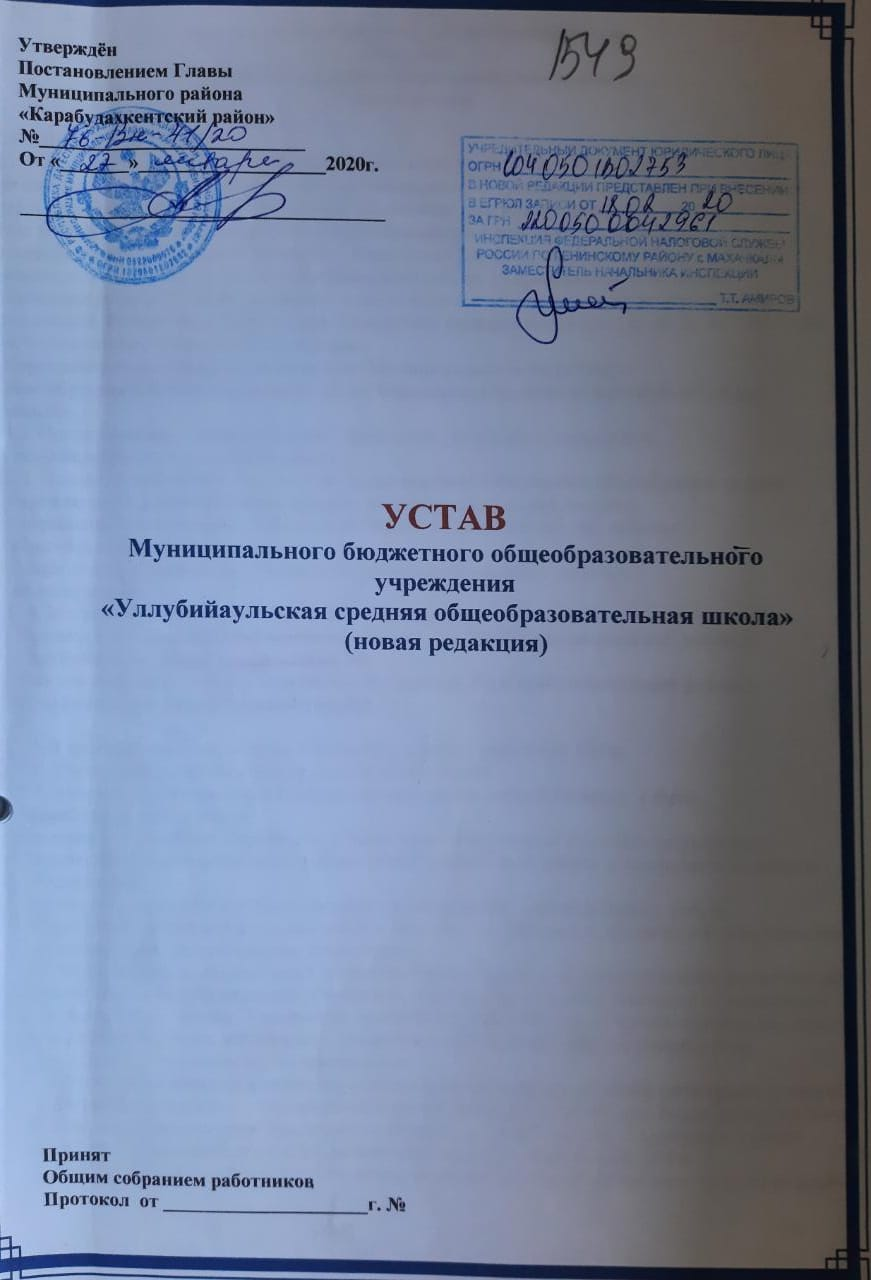 Утверждён
Постановлением Главы
Муниципального района
«Карабудахкентский район»
№
От « 27 » января 2020г.
1549
УЧРЕДИТЕЛЬНЫЙ ДОКУМЕНТ ЮРИДИЧЕСКОГО ЛИЦА
ОГРН
В НОВОЙ РЕДАКЦИИ ПРЕДСТАВЛЕН ПРИ ВНЕСЕНИИ
В ЕГРЮЛ ЗАПИСИ ОТ 18.02 2020
ЗА ГРН
ИНСПЕКЦИЯ ФЕДЕРАЛЬНОЙ НАЛОГОВОЙ СЛУЖБЫ
РОССИИ ПО ЛЕНИНСКОМУ РАЙОНУ г. МАХАЧКАЛЫ
ЗАМЕСТИТЕЛЬ НАЧАЛЬНИКА ИНСПЕКЦИИ
Т.Т. АМИРОВ
УСТАВ
Муниципального бюджетного общеобразовательного
учреждения
«Уллубийаульская средняя общеобразовательная школа»
(новая редакция)
Принят
Общим собранием работников
Протокол от ____________________г. №